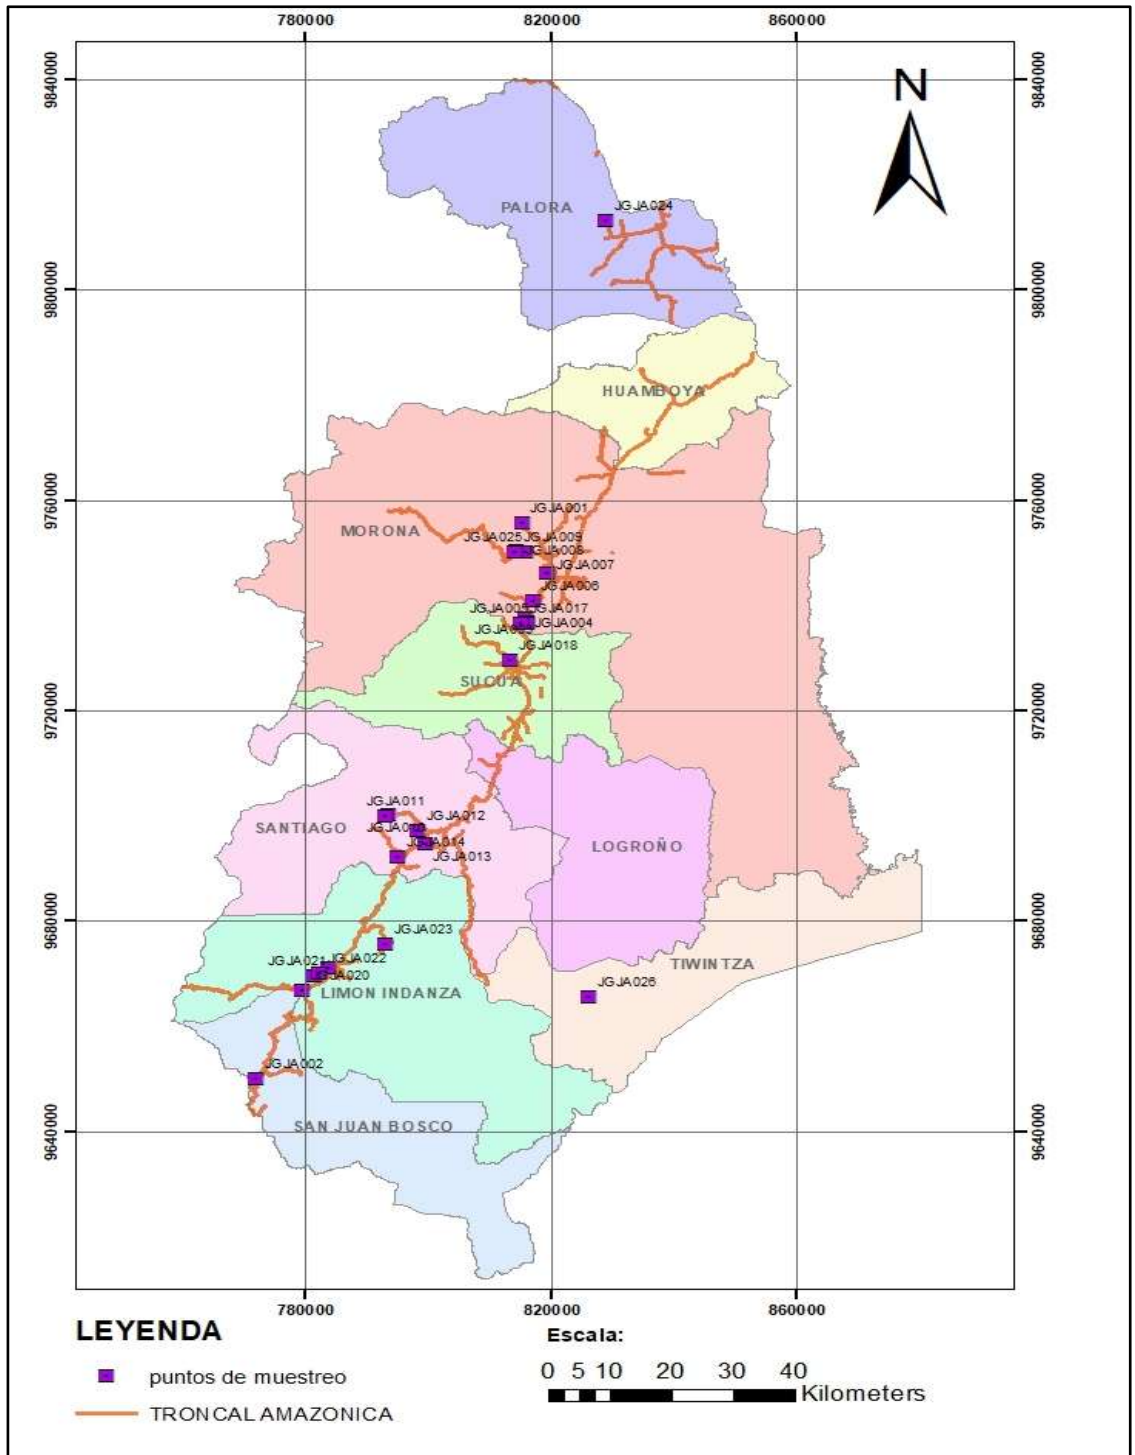 780000 820000 860000
9840000 9840000
N
PALORA
JGJA024
9800000 9800000
HUAMBOYA
9760000 9760000
JGJA001
MORONA
JGJA025 JGJA009
JGJA008
JGJA007
JGJA006
JGJA005 JGJA017
JGJA004
JGJA018
SUCUA
9720000 9720000
JGJA011
JGJA012
SANTIAGO
JGJA014
JGJA013
LOGROÑO
9680000 9680000
JGJA023
TIWINTZA
JGJA021 JGJA022
JGJA020
JGJA026
LIMON INDANZA
JGJA002
SAN JUAN BOSCO
9640000 9640000
780000 820000 860000
LEYENDA
puntos de muestreo
TRONCAL AMAZONICA
Escala:
0 5 10 20 30 40
Kilometers